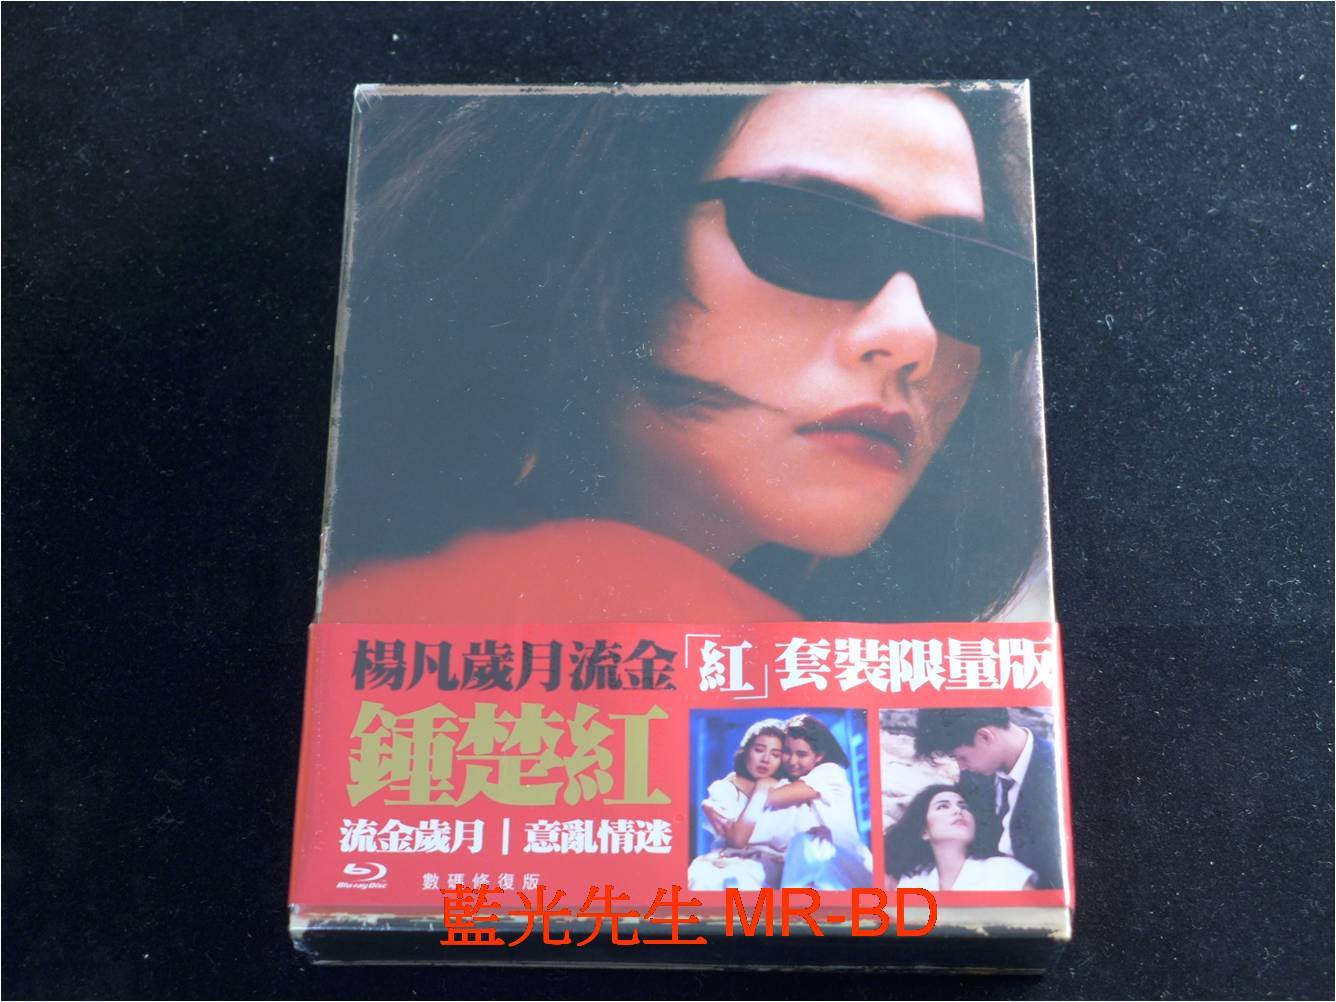 楊凡歲月流金「紅」套裝限量版
鍾楚紅
流金歲月｜意亂情迷
Blu-ray Disc 數碼修復版
藍光先生 MR-BD